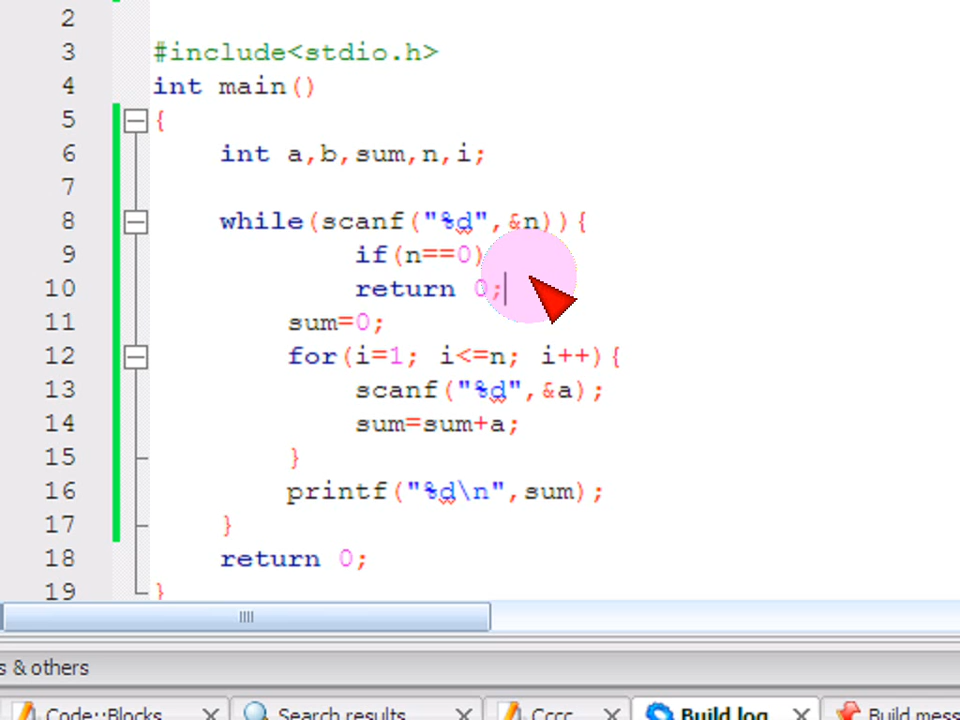 2
3 #include<stdio.h>
4 int main()
5 {
6 int a,b,sum,n,i;
7
8 while(scanf("%d",&n)){
9 if(n==0)
10 return 0;
11 sum=0;
12 for(i=1; i<=n; i++){
13 scanf("%d",&a);
14 sum=sum+a;
15 }
16 printf("%d\n",sum);
17 }
18 return 0;
19 }
s & others
Code::Blocks Search results Cccc Build log Build mess